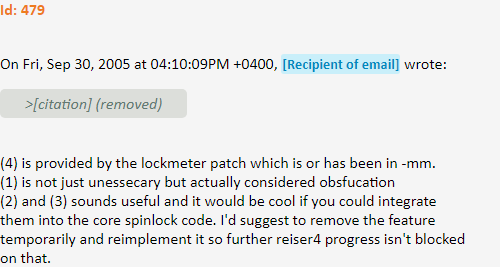 Id: 479
On Fri, Sep 30, 2005 at 04:10:09PM +0400, [Recipient of email] wrote:
>[citation] (removed)
(4) is provided by the lockmeter patch which is or has been in -mm.
(1) is not just unessecary but actually considered obsfucation
(2) and (3) sounds useful and it would be cool if you could integrate
them into the core spinlock code. I'd suggest to remove the feature
temporarily and reimplement it so further reiser4 progress isn't blocked
on that.